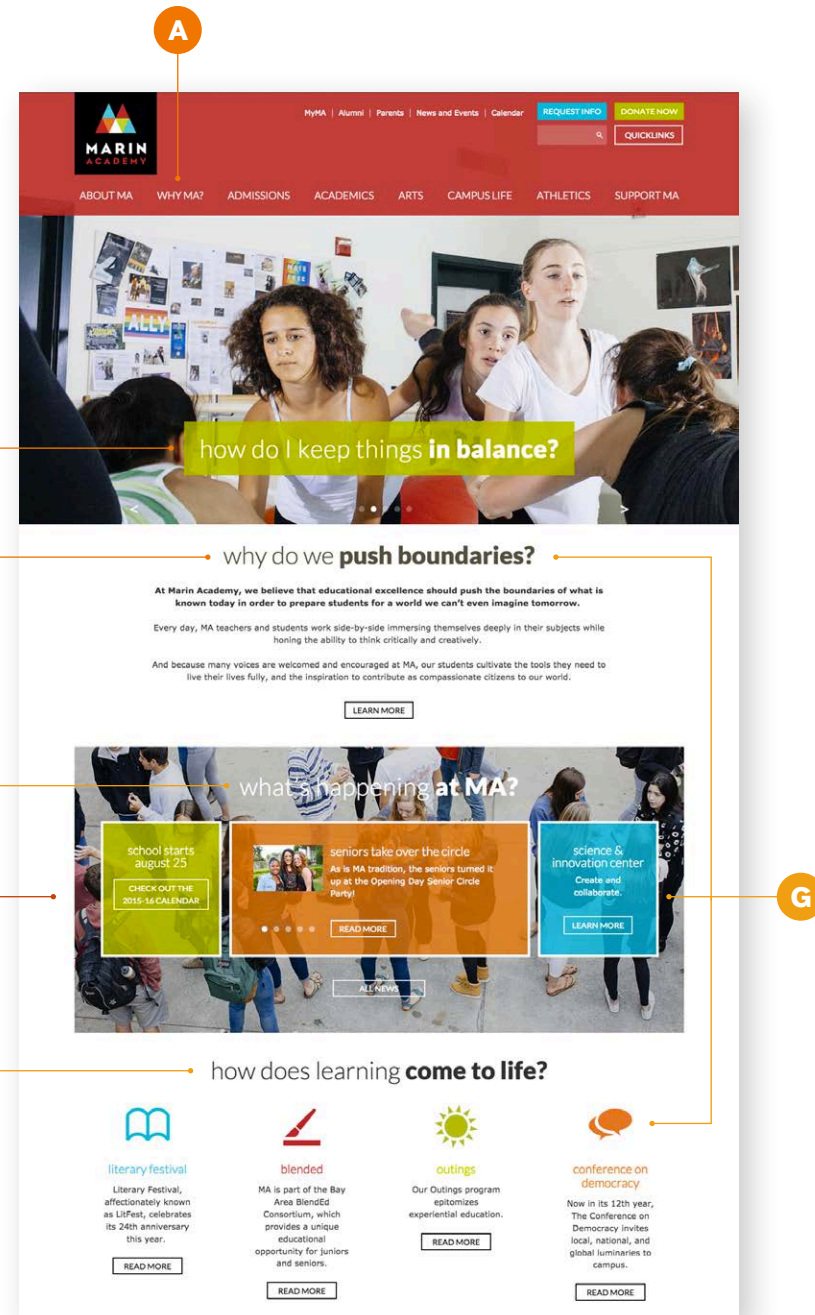 A
MARIN
ACADEMY
MyMA | Alumni | Parents | News and Events | Calendar
REQUEST INFO
DONATE NOW
QUICKLINKS
ABOUT MA
WHY MA?
ADMISSIONS
ACADEMICS
ARTS
CAMPUS LIFE
ATHLETICS
SUPPORT MA
ALLY
how do I keep things in balance?
< >
why do we push boundaries?
At Marin Academy, we believe that educational excellence should push the boundaries of what is
known today in order to prepare students for a world we can't even imagine tomorrow.
Every day, MA teachers and students work side-by-side immersing themselves deeply in their subjects while
honing the ability to think critically and creatively.
And because many voices are welcomed and encouraged at MA, our students cultivate the tools they need to
live their lives fully, and the inspiration to contribute as compassionate citizens to our world.
LEARN MORE
what's happening at MA?
school starts
august 25
CHECK OUT THE
2015-16 CALENDAR
seniors take over the circle
As is MA tradition, the seniors turned it
up at the Opening Day Senior Circle
Party!
READ MORE
science &
innovation center
Create and
collaborate.
LEARN MORE
G
ALL NEWS
how does learning come to life?
literary festival
Literary Festival,
affectionately known
as LitFest, celebrates
its 24th anniversary
this year.
READ MORE
blended
MA is part of the Bay
Area BlendEd
Consortium, which
provides a unique
educational
opportunity for juniors
and seniors.
READ MORE
outings
Our Outings program
epitomizes
experiential education.
READ MORE
conference on
democracy
Now in its 12th year,
The Conference on
Democracy invites
local, national, and
global luminaries to
campus.
READ MORE